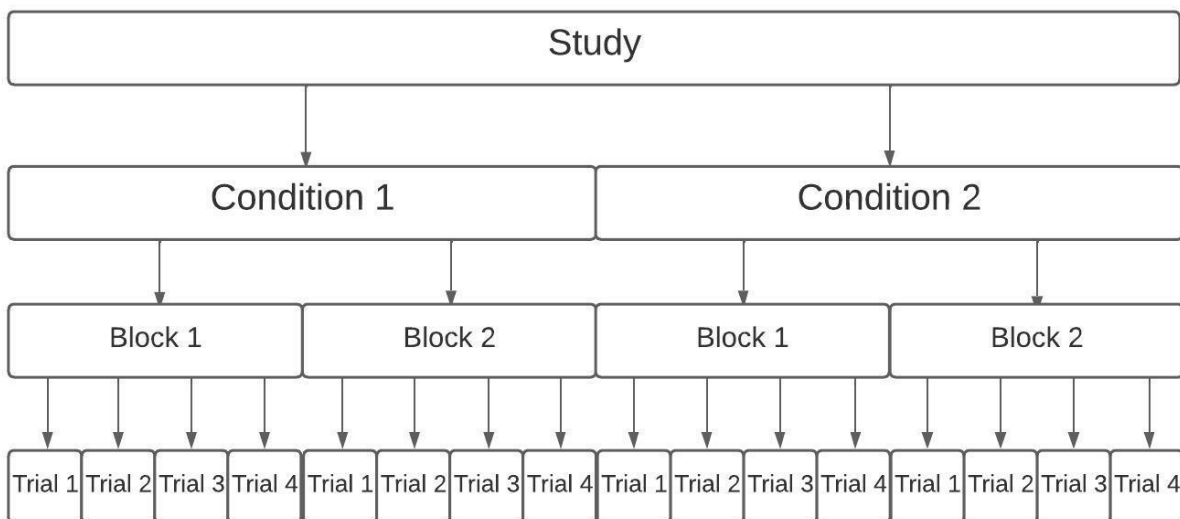 Study
Condition 1 Condition 2
Block 1 Block 2 Block 1 Block 2
Trial 1 Trial 2 Trial 3 Trial 4 Trial 1 Trial 2 Trial 3 Trial 4 Trial 1 Trial 2 Trial 3 Trial 4 Trial 1 Trial 2 Trial 3 Trial 4